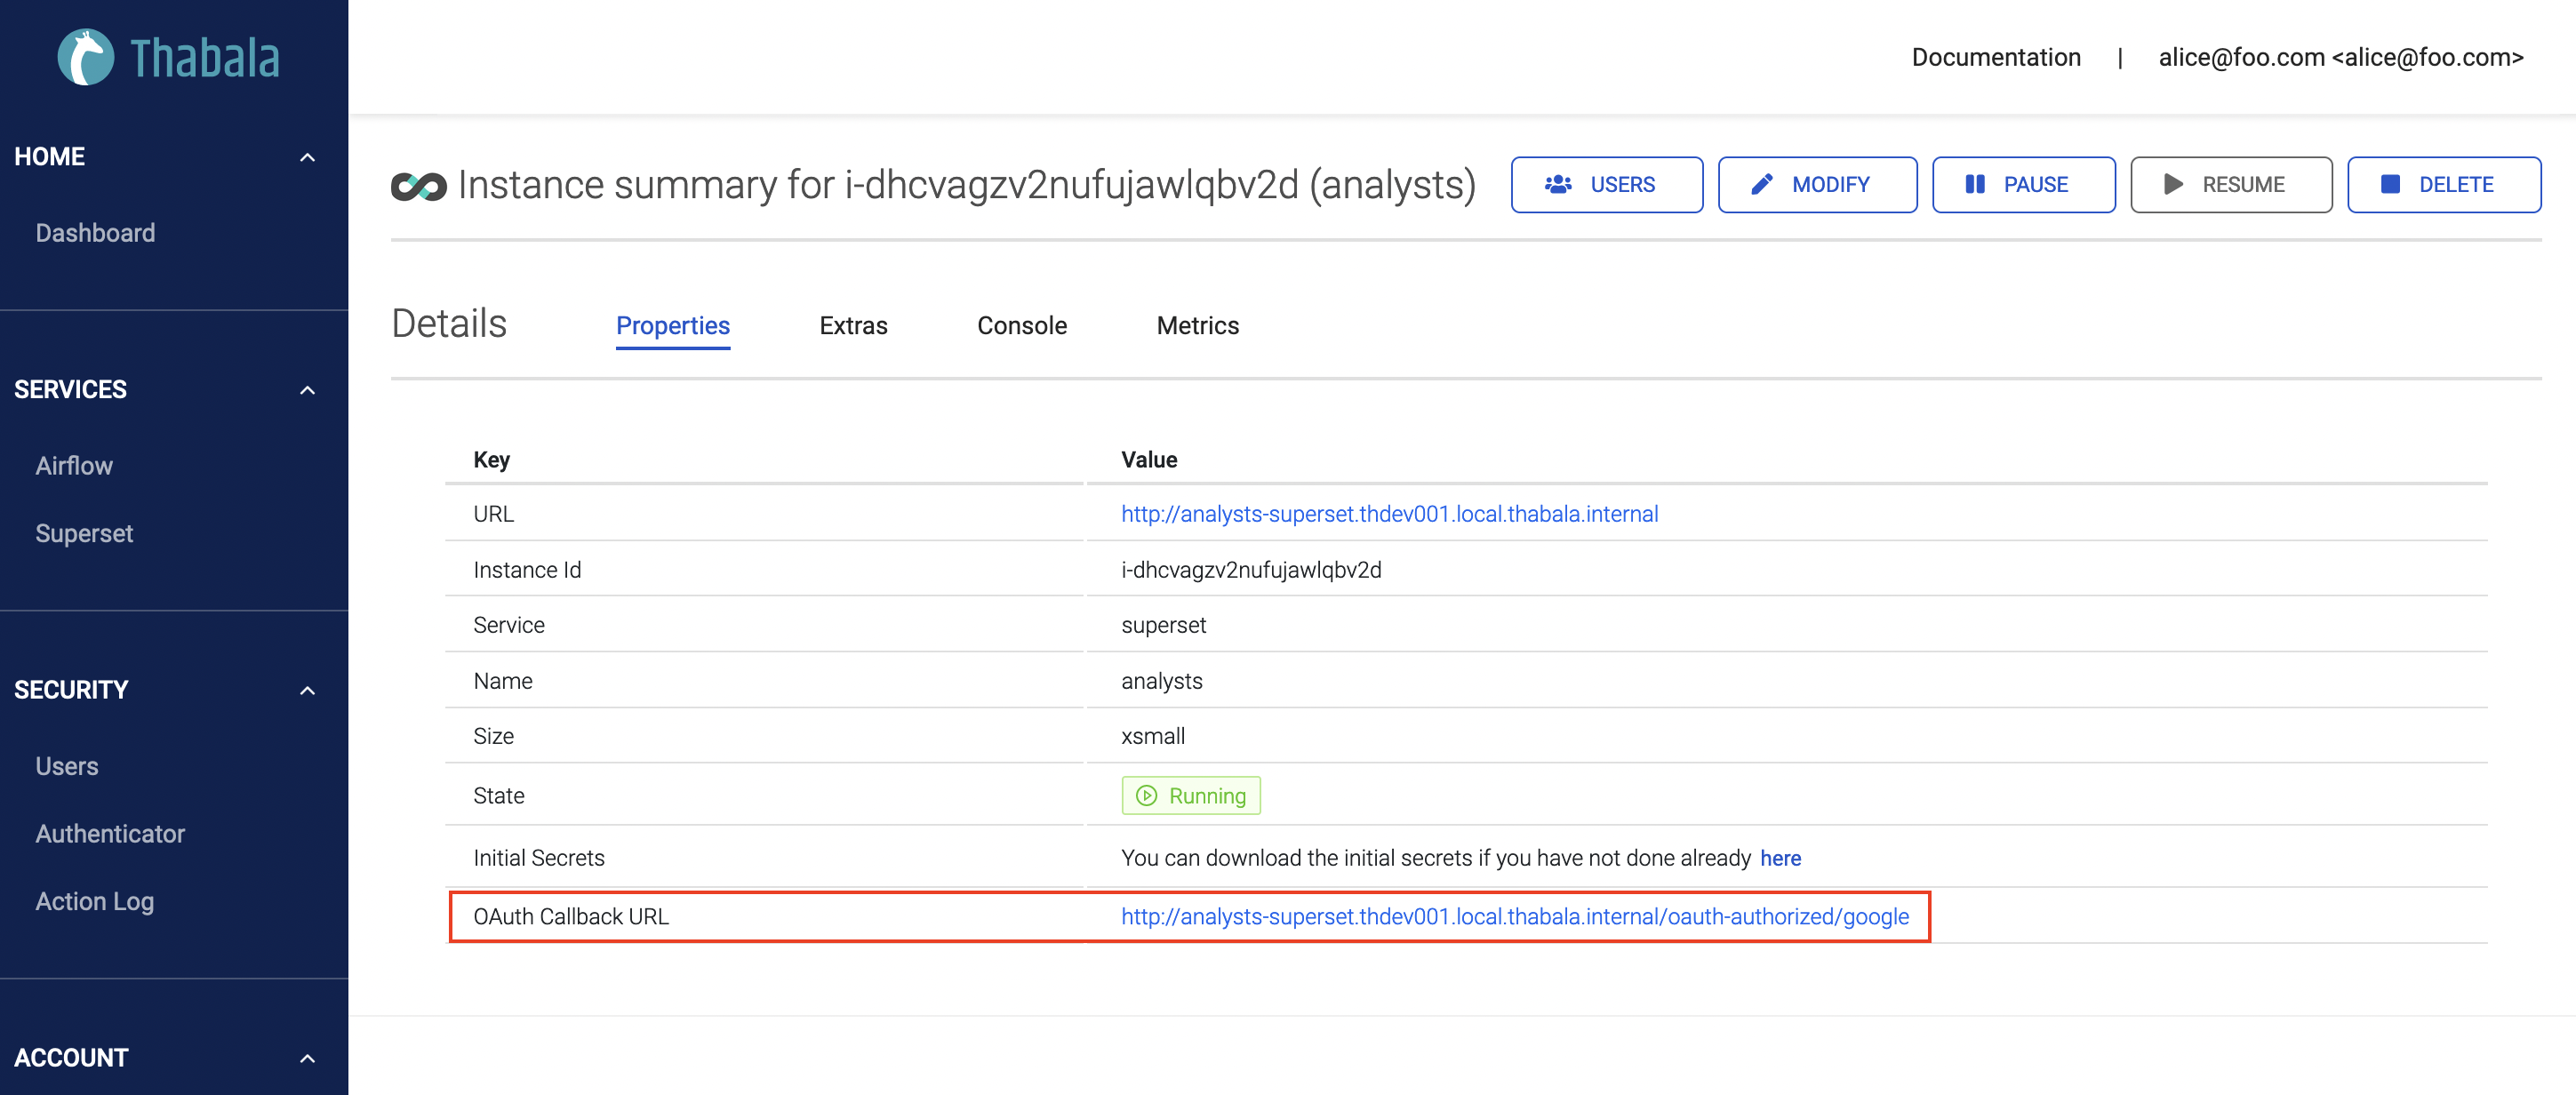 Thabala
Documentation | alice@foo.com <alice@foo.com>
HOME
Dashboard
SERVICES
Airflow
Superset
SECURITY
Users
Authenticator
Action Log
ACCOUNT
Instance summary for i-dhcvagzv2nufujawlqbv2d (analysts)
USERS
MODIFY
PAUSE
RESUME
DELETE
Details Properties Extras Console Metrics
Key Value
URL http://analysts-superset.thdev001.local.thabala.internal
Instance Id i-dhcvagzv2nufujawlqbv2d
Service superset
Name analysts
Size xsmall
State Running
Initial Secrets You can download the initial secrets if you have not done already here
OAuth Callback URL http://analysts-superset.thdev001.local.thabala.internal/oauth-authorized/google